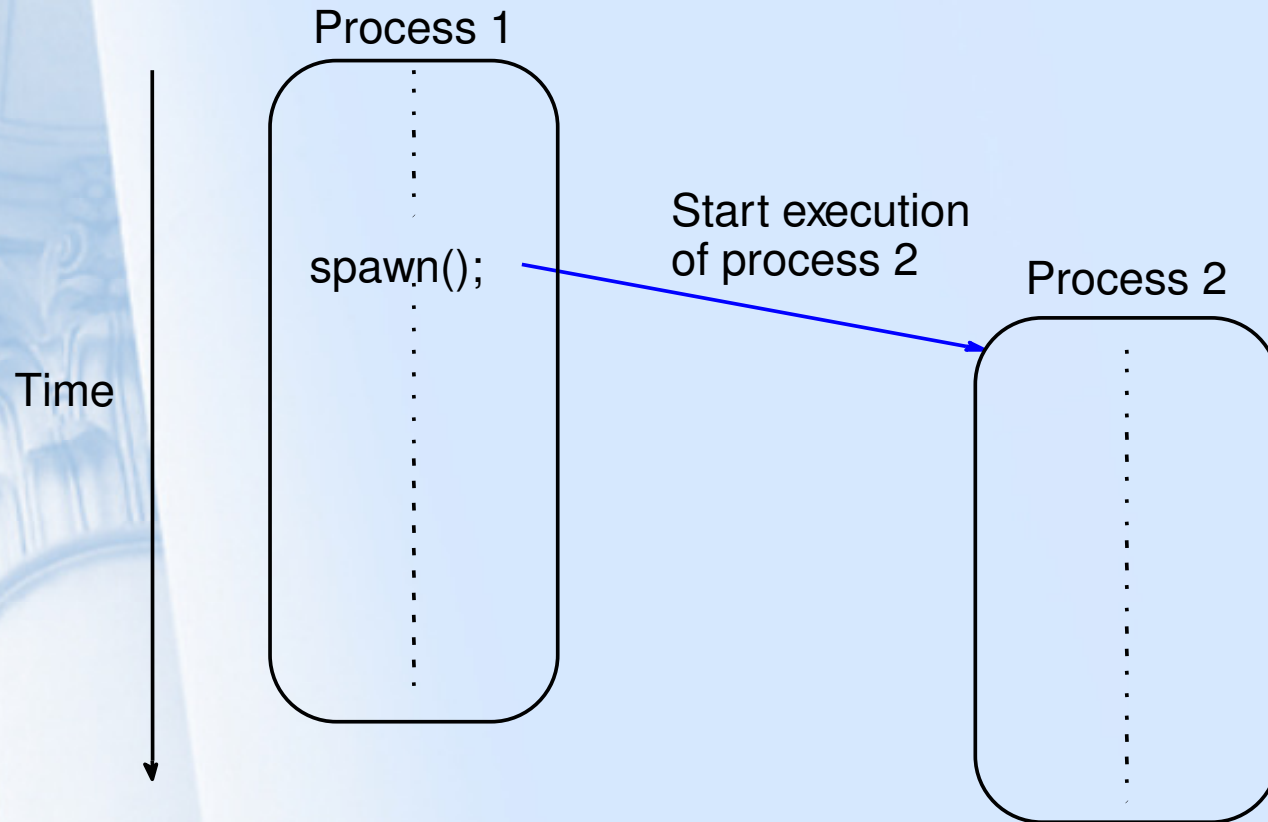 Process 1
spawn();
Start execution
of process 2
Process 2
Time